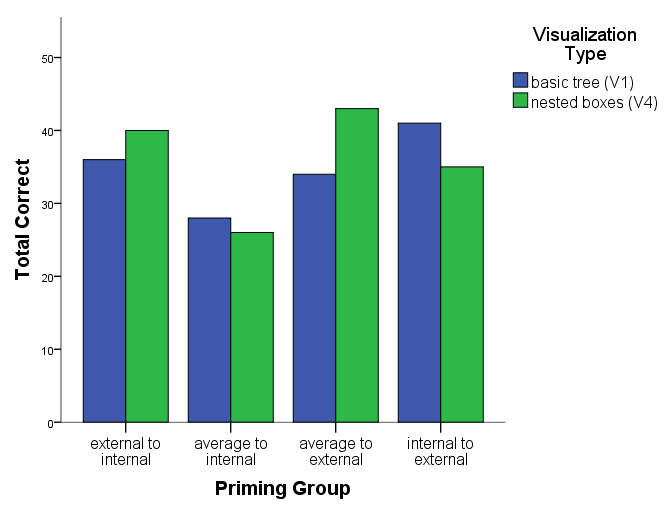 Visualization
Type
basic tree (V1)
nested boxes (V4)
Total Correct
50
40
30
20
10
0
external to
internal
average to
internal
average to
external
internal to
external
Priming Group